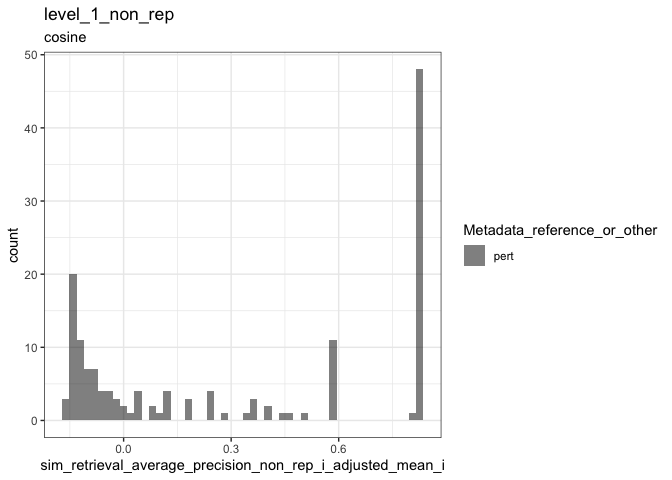 level_1_non_rep
cosine
50
40
30
20
10
0
count
0.0 0.3 0.6
sim_retrieval_average_precision_non_rep_i_adjusted_mean_i
Metadata_reference_or_other
pert